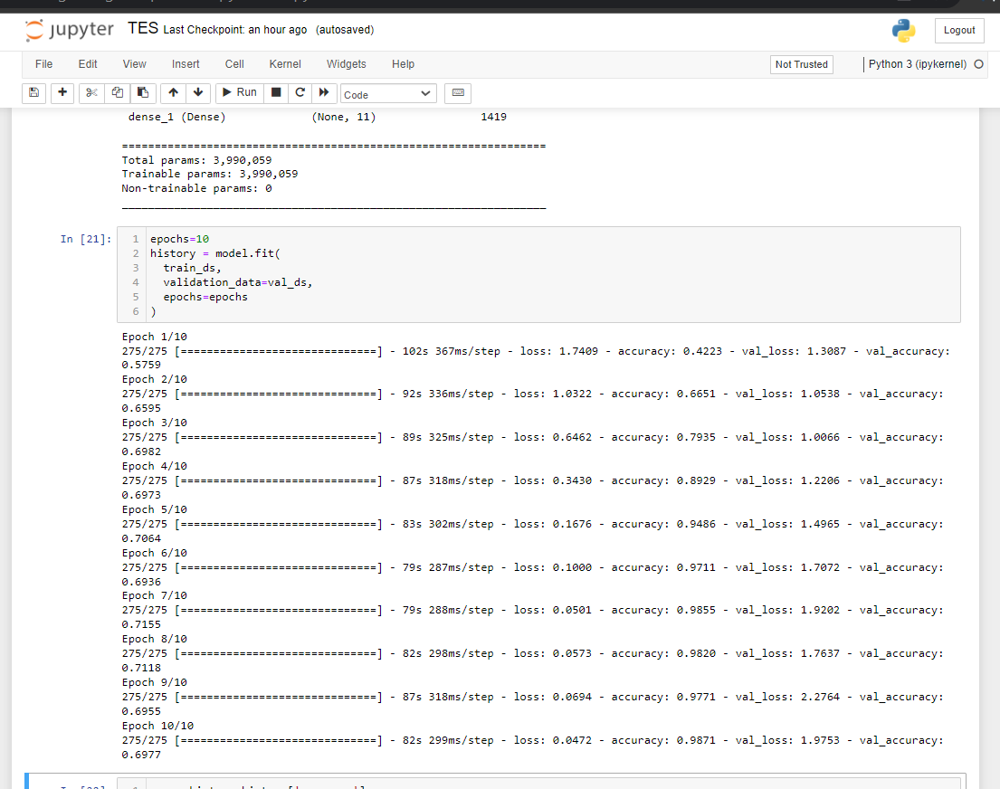 jupyter TES Last Checkpoint: an hour ago (autosaved) Logout
File Edit View Insert Cell Kernel Widgets Help Not Trusted Python 3 (ipykernel)
Run Code
dense_1 (Dense) (None, 11) 1419
=================================================================
Total params: 3,990,059
Trainable params: 3,990,059
Non-trainable params: 0
_________________________________________________________________
In [21]:
1 epochs=10
2 history = model.fit(
3 train_ds,
4 validation_data=val_ds,
5 epochs=epochs
6 )
Epoch 1/10
275/275 [==============================] - 102s 367ms/step - loss: 1.7409 - accuracy: 0.4223 - val_loss: 1.3087 - val_accuracy:
0.5759
Epoch 2/10
275/275 [==============================] - 92s 336ms/step - loss: 1.0322 - accuracy: 0.6651 - val_loss: 1.0538 - val_accuracy:
0.6595
Epoch 3/10
275/275 [==============================] - 89s 325ms/step - loss: 0.6462 - accuracy: 0.7935 - val_loss: 1.0066 - val_accuracy:
0.6982
Epoch 4/10
275/275 [==============================] - 87s 318ms/step - loss: 0.3430 - accuracy: 0.8929 - val_loss: 1.2206 - val_accuracy:
0.6973
Epoch 5/10
275/275 [==============================] - 83s 302ms/step - loss: 0.1676 - accuracy: 0.9486 - val_loss: 1.4965 - val_accuracy:
0.7064
Epoch 6/10
275/275 [==============================] - 79s 287ms/step - loss: 0.1000 - accuracy: 0.9711 - val_loss: 1.7072 - val_accuracy:
0.6936
Epoch 7/10
275/275 [==============================] - 79s 288ms/step - loss: 0.0501 - accuracy: 0.9855 - val_loss: 1.9202 - val_accuracy:
0.7155
Epoch 8/10
275/275 [==============================] - 82s 298ms/step - loss: 0.0573 - accuracy: 0.9820 - val_loss: 1.7637 - val_accuracy:
0.7118
Epoch 9/10
275/275 [==============================] - 87s 318ms/step - loss: 0.0694 - accuracy: 0.9771 - val_loss: 2.2764 - val_accuracy:
0.6955
Epoch 10/10
275/275 [==============================] - 82s 299ms/step - loss: 0.0472 - accuracy: 0.9871 - val_loss: 1.9753 - val_accuracy:
0.6977